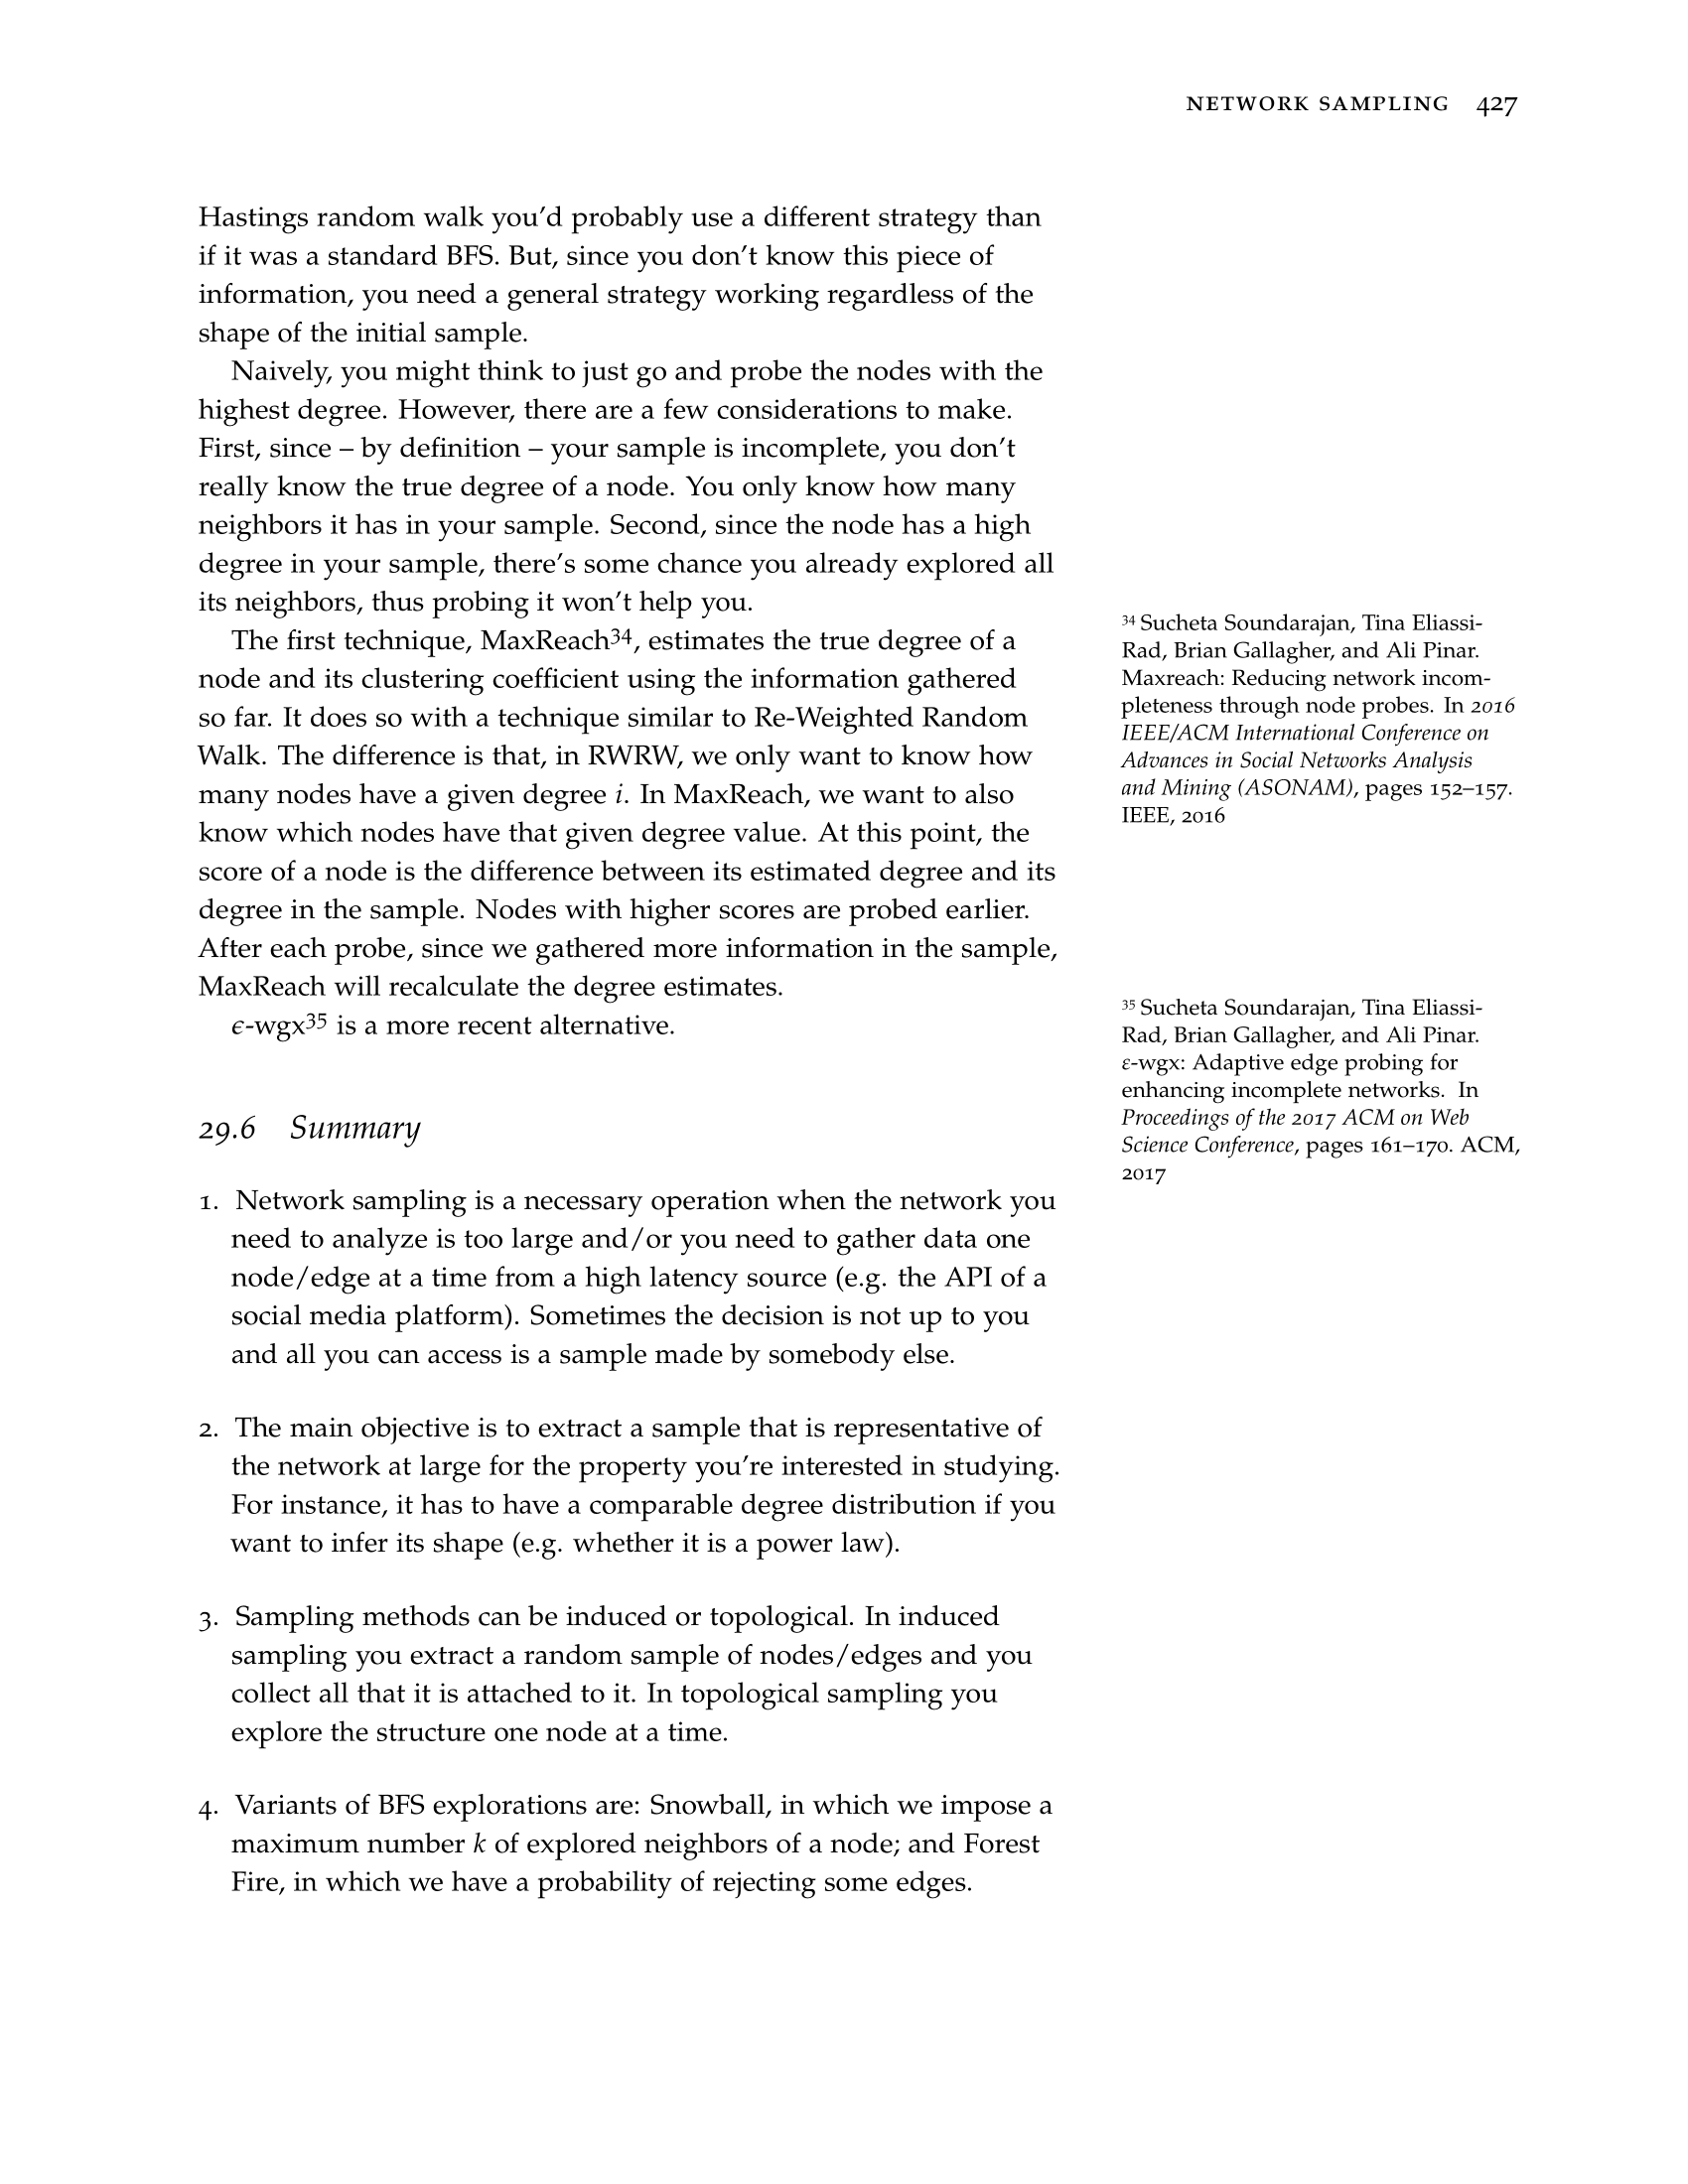 NETWORK SAMPLING 427
Hastings random walk you'd probably use a different strategy than
if it was a standard BFS. But, since you don't know this piece of
information, you need a general strategy working regardless of the
shape of the initial sample.
Naively, you might think to just go and probe the nodes with the
highest degree. However, there are a few considerations to make.
First, since – by definition – your sample is incomplete, you don't
really know the true degree of a node. You only know how many
neighbors it has in your sample. Second, since the node has a high
degree in your sample, there's some chance you already explored all
its neighbors, thus probing it won't help you.
The first technique, MaxReach34, estimates the true degree of a
node and its clustering coefficient using the information gathered
so far. It does so with a technique similar to Re-Weighted Random
Walk. The difference is that, in RWRW, we only want to know how
many nodes have a given degree i. In MaxReach, we want to also
know which nodes have that given degree value. At this point, the
score of a node is the difference between its estimated degree and its
degree in the sample. Nodes with higher scores are probed earlier.
After each probe, since we gathered more information in the sample,
MaxReach will recalculate the degree estimates.
ϵ-wgx35 is a more recent alternative.
34 Sucheta Soundarajan, Tina Eliassi-
Rad, Brian Gallagher, and Ali Pinar.
Maxreach: Reducing network incom-
pleteness through node probes. In 2016
IEEE/ACM International Conference on
Advances in Social Networks Analysis
and Mining (ASONAM), pages 152–157.
IEEE, 2016
35 Sucheta Soundarajan, Tina Eliassi-
Rad, Brian Gallagher, and Ali Pinar.
ε-wgx: Adaptive edge probing for
enhancing incomplete networks. In
Proceedings of the 2017 ACM on Web
Science Conference, pages 161–170. ACM,
2017
29.6 Summary
1. Network sampling is a necessary operation when the network you
need to analyze is too large and/or you need to gather data one
node/edge at a time from a high latency source (e.g. the API of a
social media platform). Sometimes the decision is not up to you
and all you can access is a sample made by somebody else.
2. The main objective is to extract a sample that is representative of
the network at large for the property you're interested in studying.
For instance, it has to have a comparable degree distribution if you
want to infer its shape (e.g. whether it is a power law).
3. Sampling methods can be induced or topological. In induced
sampling you extract a random sample of nodes/edges and you
collect all that it is attached to it. In topological sampling you
explore the structure one node at a time.
4. Variants of BFS explorations are: Snowball, in which we impose a
maximum number k of explored neighbors of a node; and Forest
Fire, in which we have a probability of rejecting some edges.